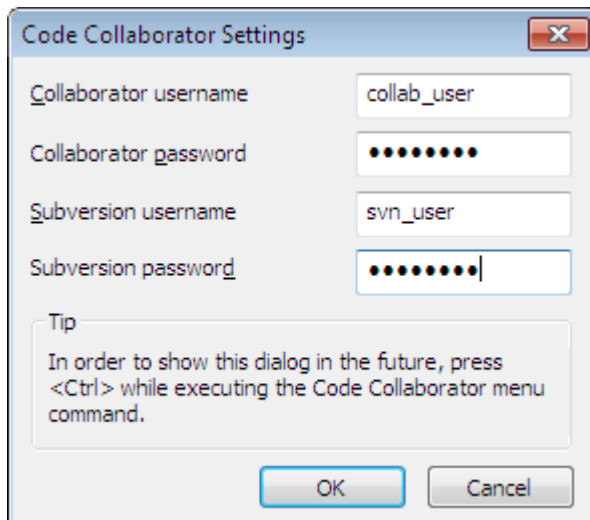 Code Collaborator Settings
Collaborator username collab_user
Collaborator password ●●●●●●●●
Subversion username svn_user
Subversion password ●●●●●●●●
Tip
In order to show this dialog in the future, press
<Ctrl> while executing the Code Collaborator menu
command.
OK Cancel